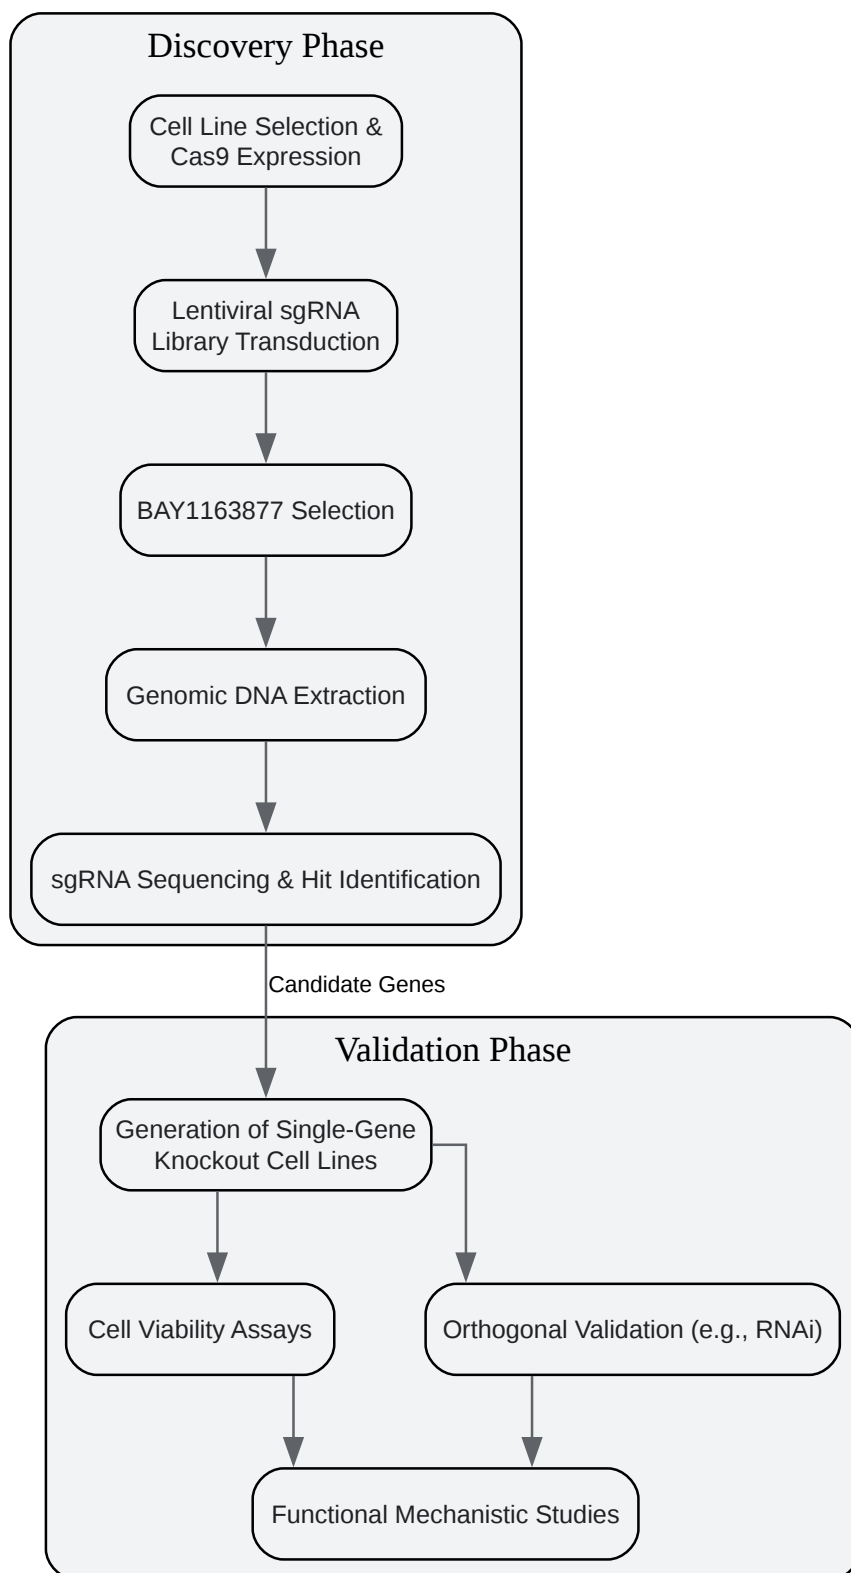 Discovery Phase
Cell Line Selection &
Cas9 Expression
Lentiviral sgRNA
Library Transduction
BAY1163877 Selection
Genomic DNA Extraction
sgRNA Sequencing & Hit Identification
Candidate Genes
Validation Phase
Generation of Single-Gene
Knockout Cell Lines
Cell Viability Assays
Orthogonal Validation (e.g., RNAi)
Functional Mechanistic Studies